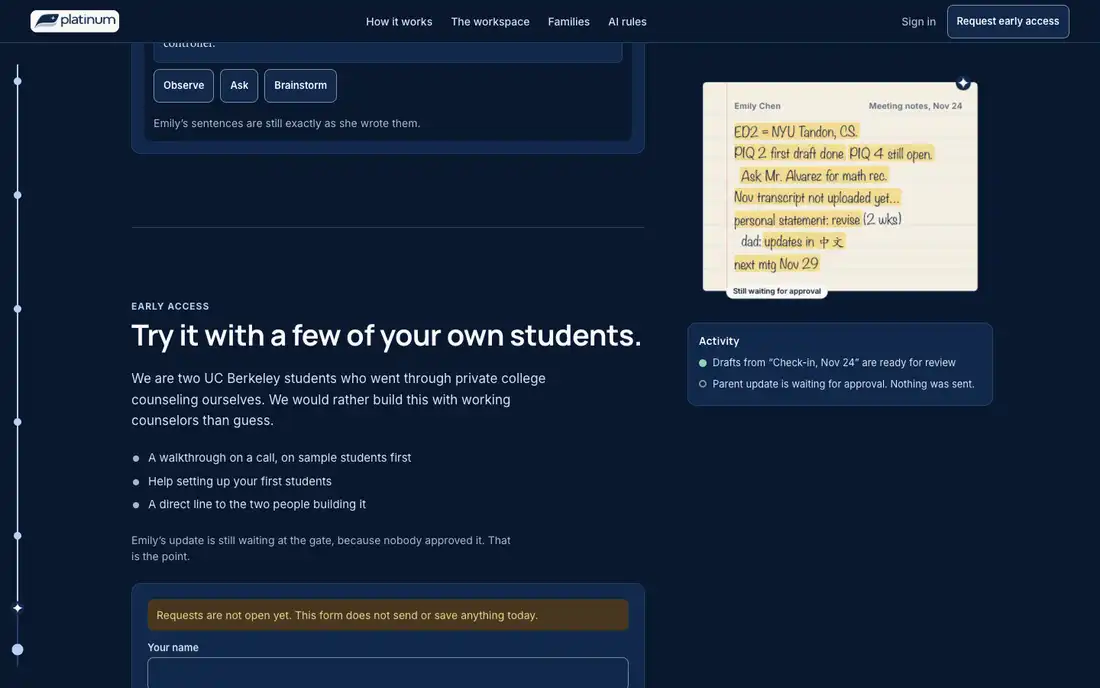 platinum
How it works
The workspace
Families
AI rules
Sign in
Request early access
controller.
Observe
Ask
Brainstorm
Emily’s sentences are still exactly as she wrote them.
EARLY ACCESS
Try it with a few of your own students.
We are two UC Berkeley students who went through private college
counseling ourselves. We would rather build this with working
counselors than guess.
A walkthrough on a call, on sample students first
Help setting up your first students
A direct line to the two people building it
Emily’s update is still waiting at the gate, because nobody approved it. That
is the point.
Requests are not open yet. This form does not send or save anything today.
Your name
Emily Chen
Meeting notes, Nov 24
ED2 = NYU Tandon, CS.
PIQ 2 first draft done PIQ 4 still open.
Ask Mr. Alvarez for math rec.
Nov transcript not uploaded yet...
personal statement: revise (2 wks)
dad: updates in 中文
next mtg Nov 29
Still waiting for approval
Activity
Drafts from “Check-in, Nov 24” are ready for review
Parent update is waiting for approval. Nothing was sent.